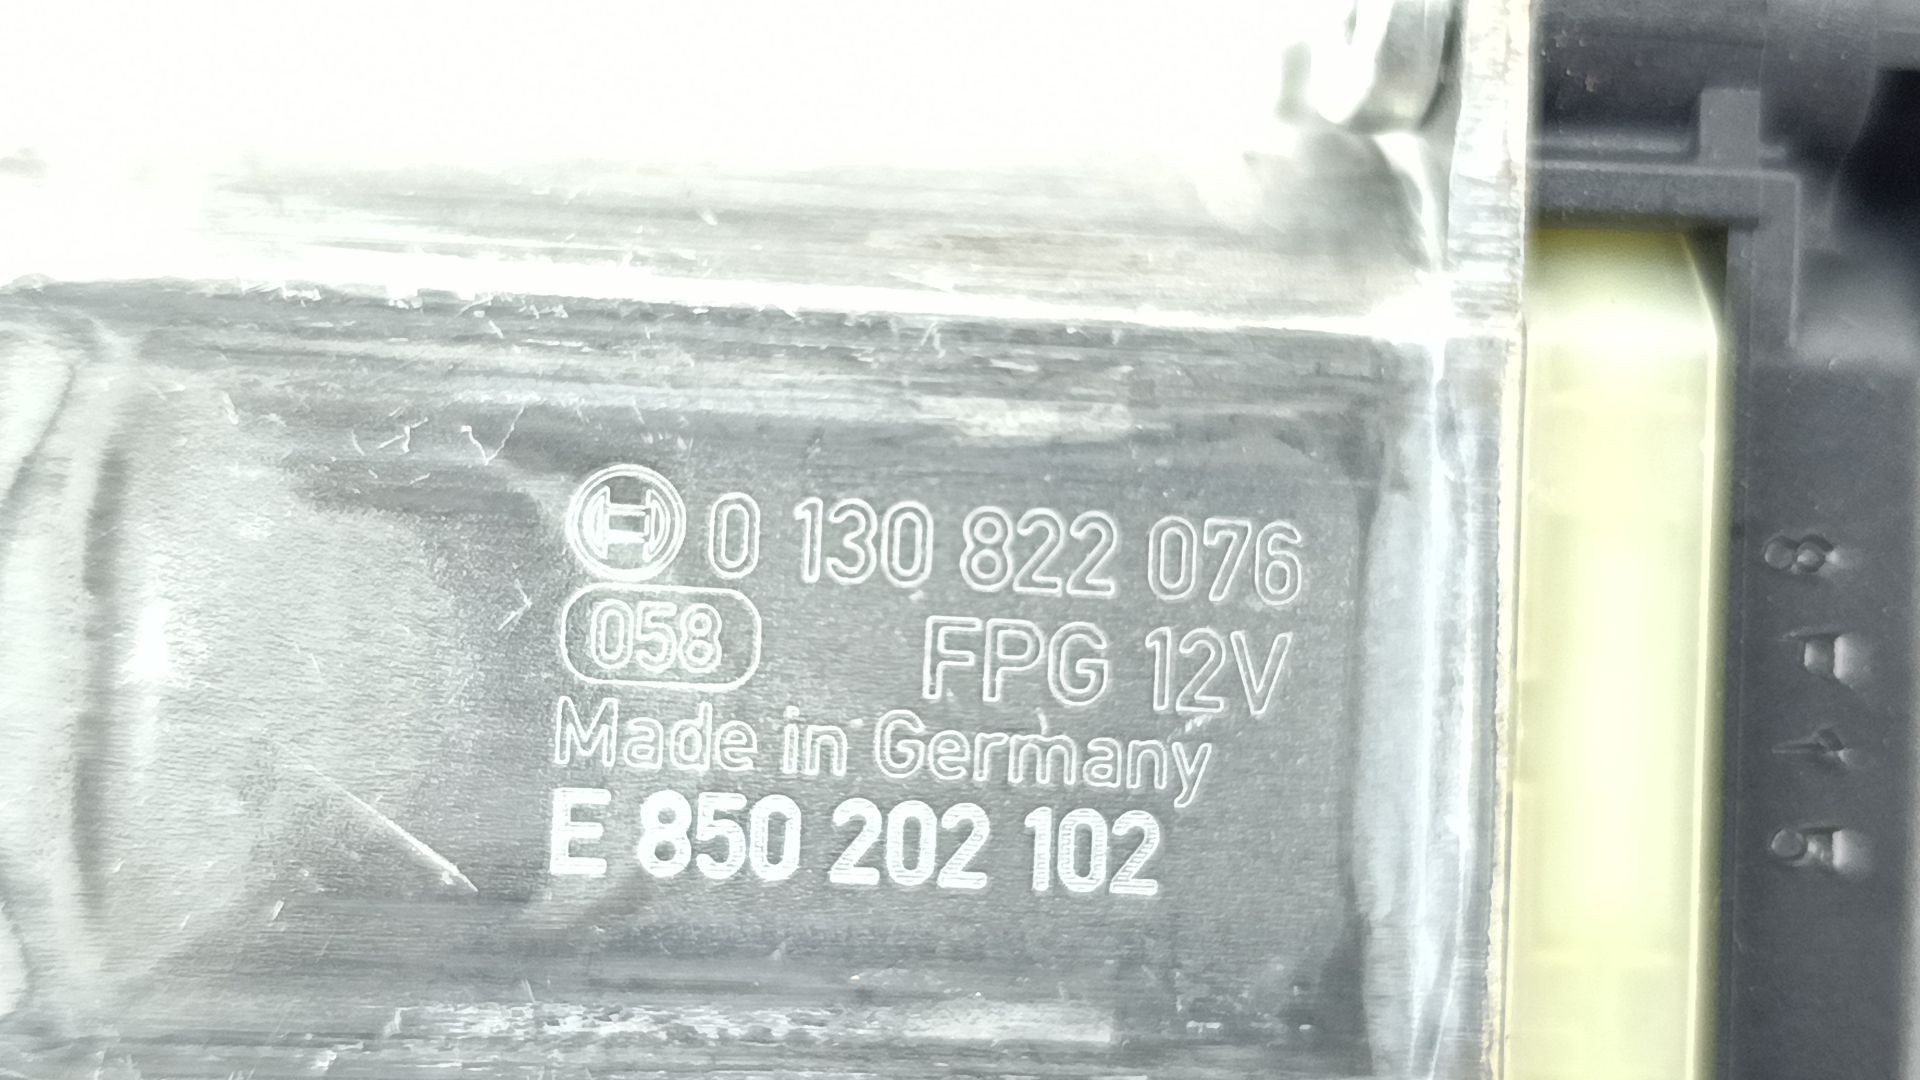 0 130 822 076
058 FPG 12V
Made in Germany
E 850 202 102